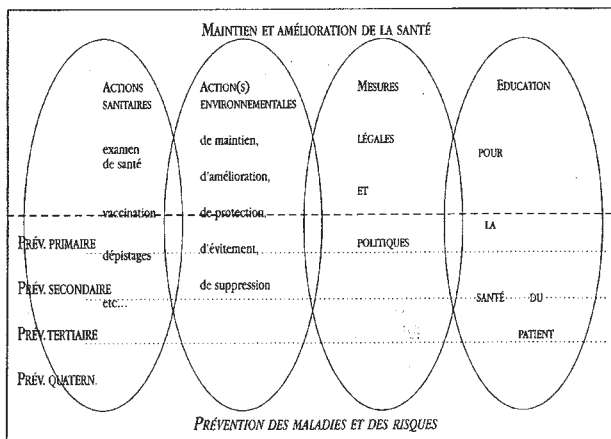 MAINTIEN ET AMÉLIORATION DE LA SANTÉ
ACTIONS
SANITAIRES
examen
de santé
vaccination
dépistages
etc...
ACTION(S)
ENVIRONNEMENTALES
de maintien,
d'amélioration,
de protection,
d'évitement,
de suppression
MESURES
LÉGALES
ET
POLITIQUES
EDUCATION
POUR
LA
SANTÉ DU
PATIENT
PRÉV. PRIMAIRE
PRÉV. SECONDAIRE
PRÉV. TERTIAIRE
PRÉV. QUATERN.
PRÉVENTION DES MALADIES ET DES RISQUES